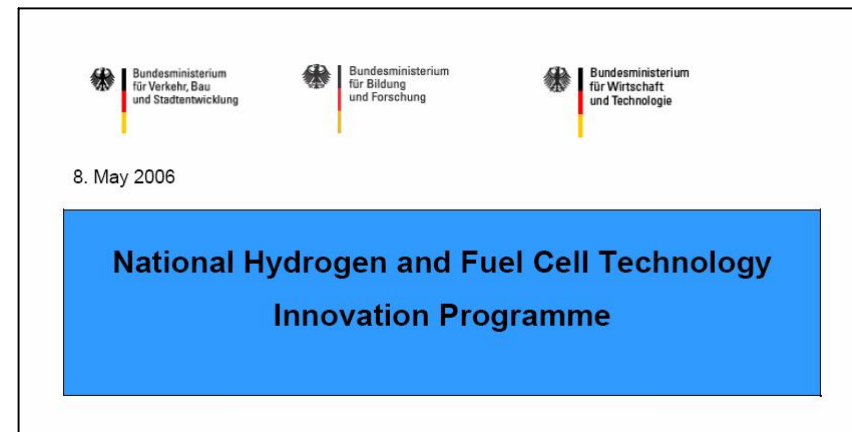 Bundesministerium
für Verkehr, Bau
und Stadtentwicklung
Bundesministerium
für Bildung
und Forschung
Bundesministerium
für Wirtschaft
und Technologie
8. May 2006
National Hydrogen and Fuel Cell Technology
Innovation Programme